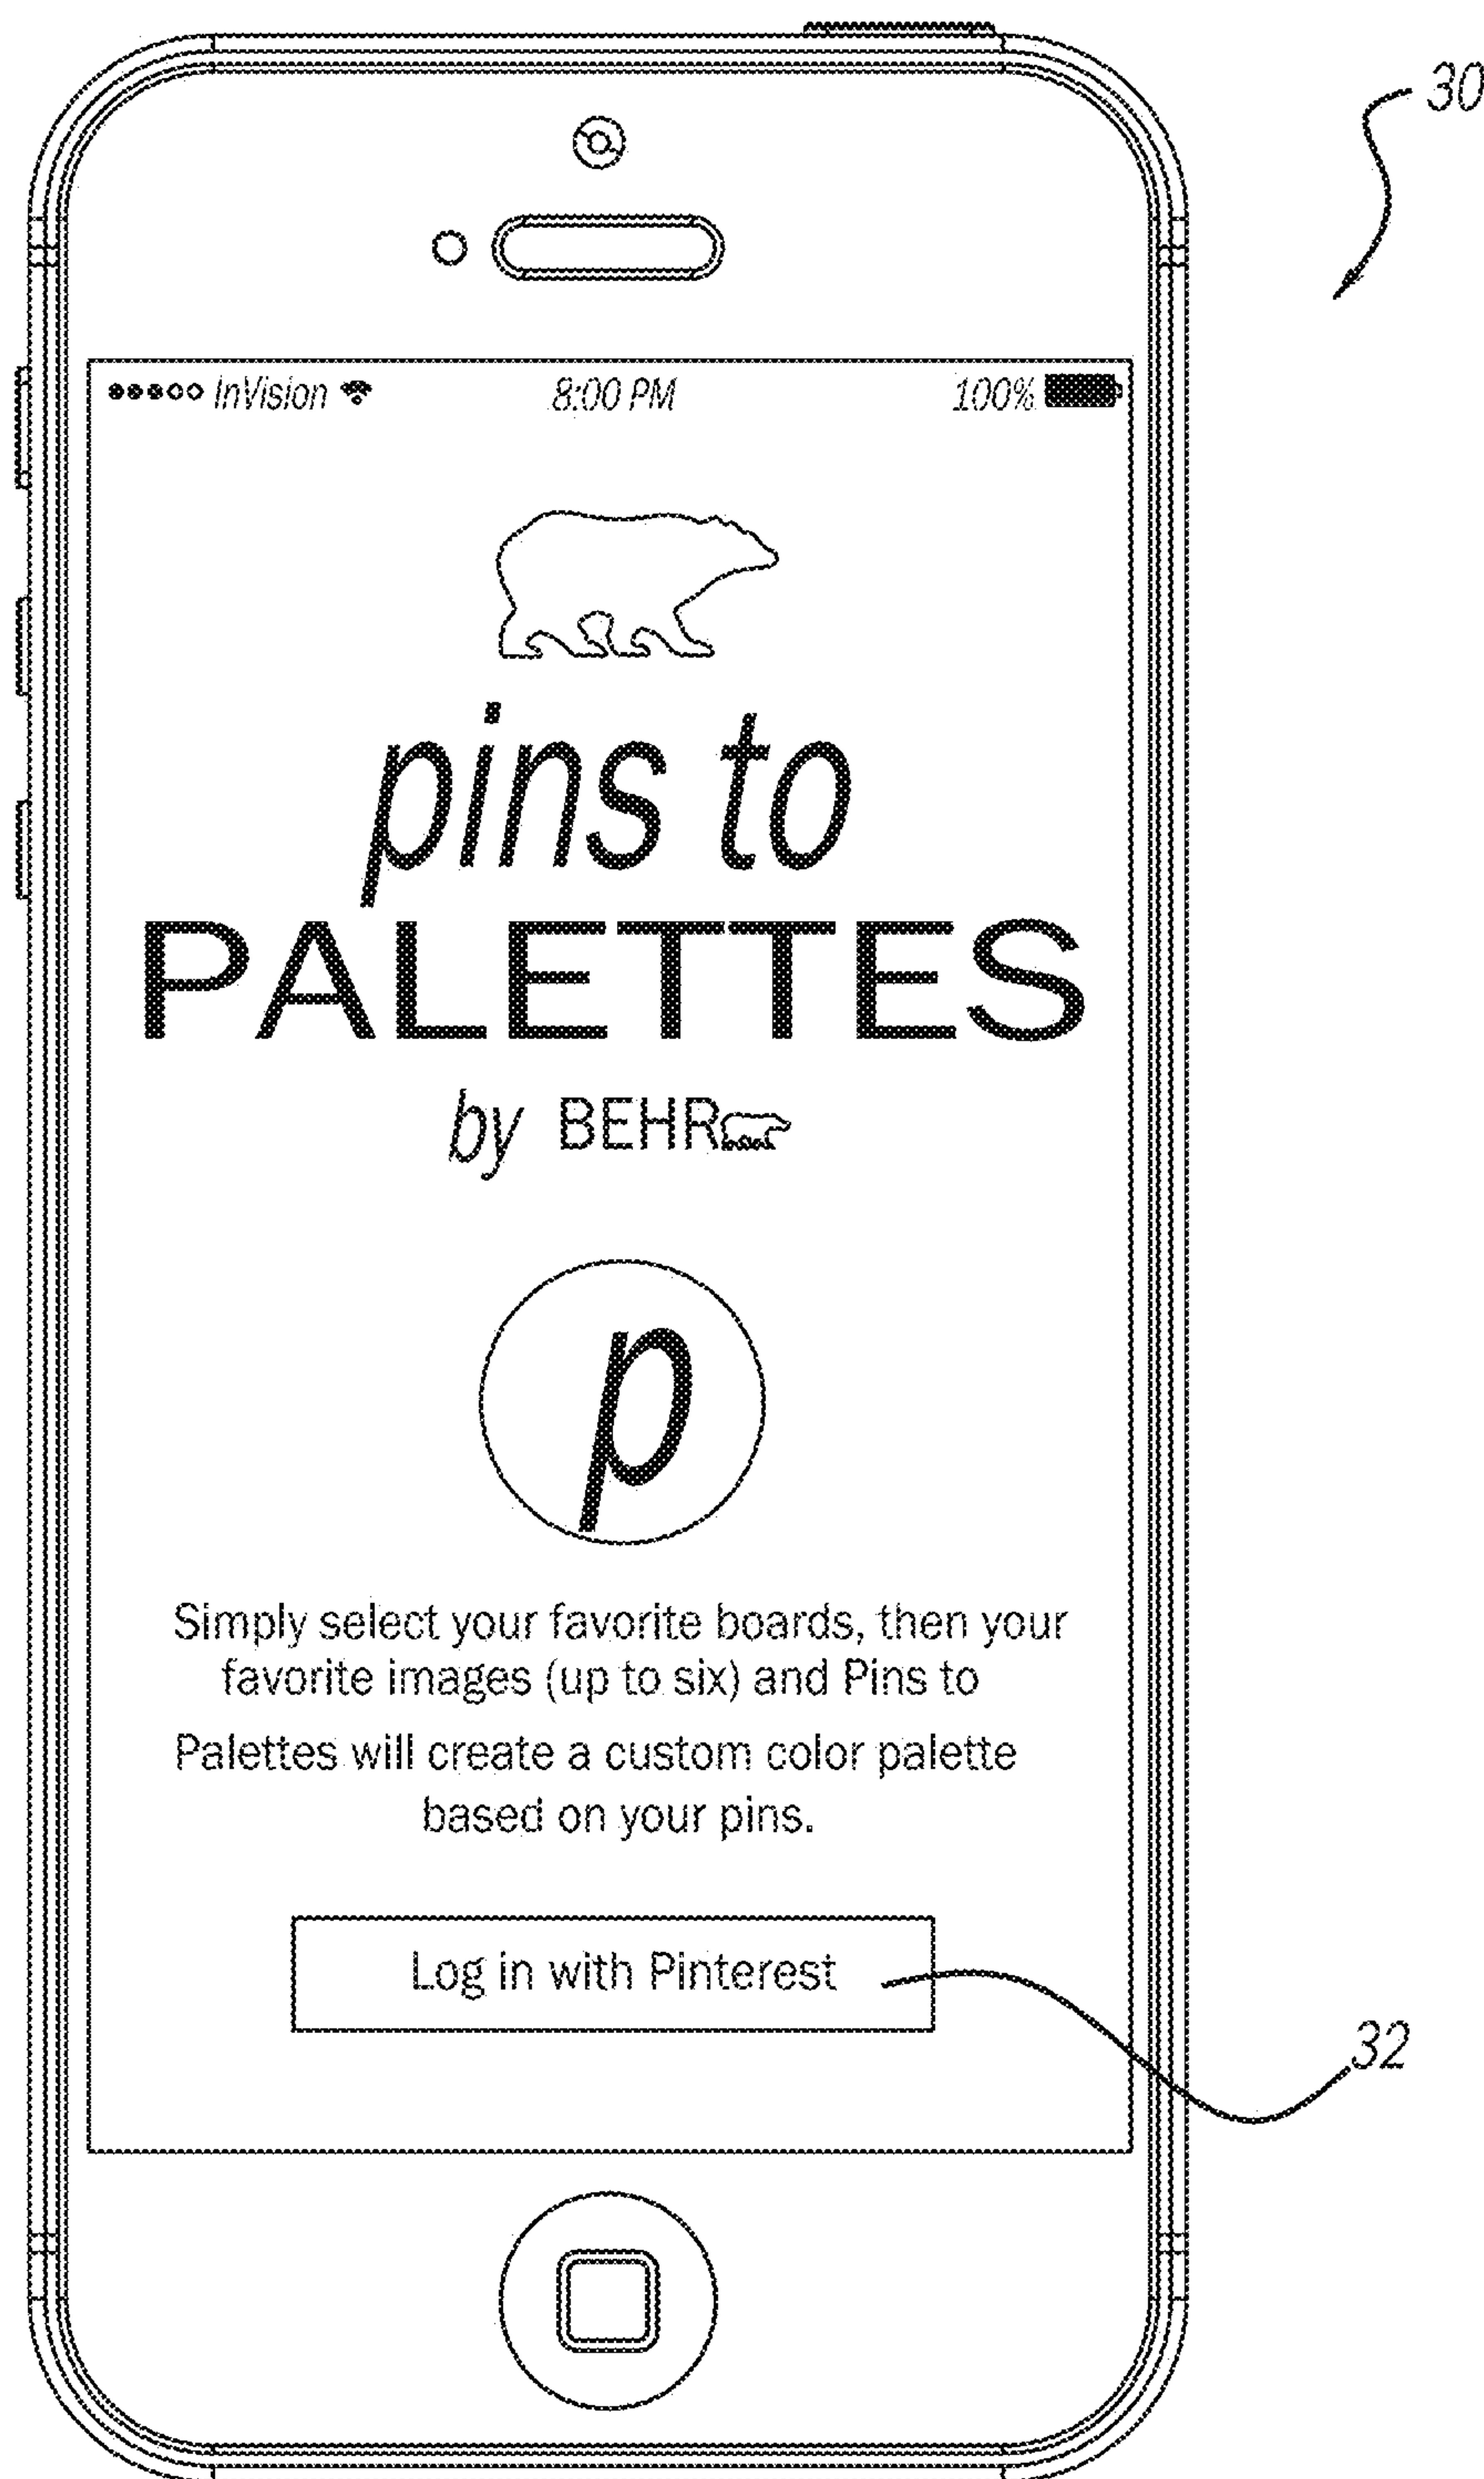 30
InVision 8:00 PM 100%
pins to
PALETTES
by BEHR
p
Simply select your favorite boards, then your
favorite images (up to six) and Pins to
Palettes will create a custom color palette
based on your pins.
Log in with Pinterest
32